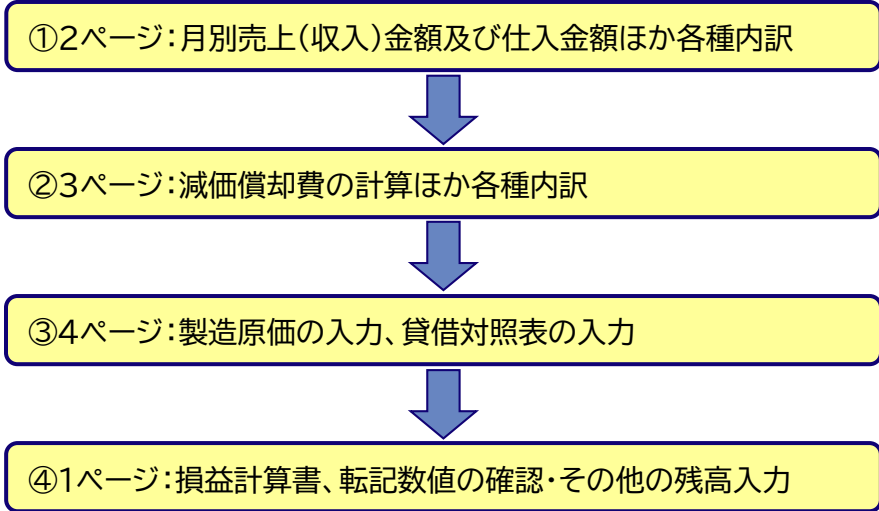 ①2ページ：月別売上(収入)金額及び仕入金額ほか各種内訳
②3ページ：減価償却費の計算ほか各種内訳
③4ページ：製造原価の入力、貸借対照表の入力
④1ページ：損益計算書、転記数値の確認・その他の残高入力